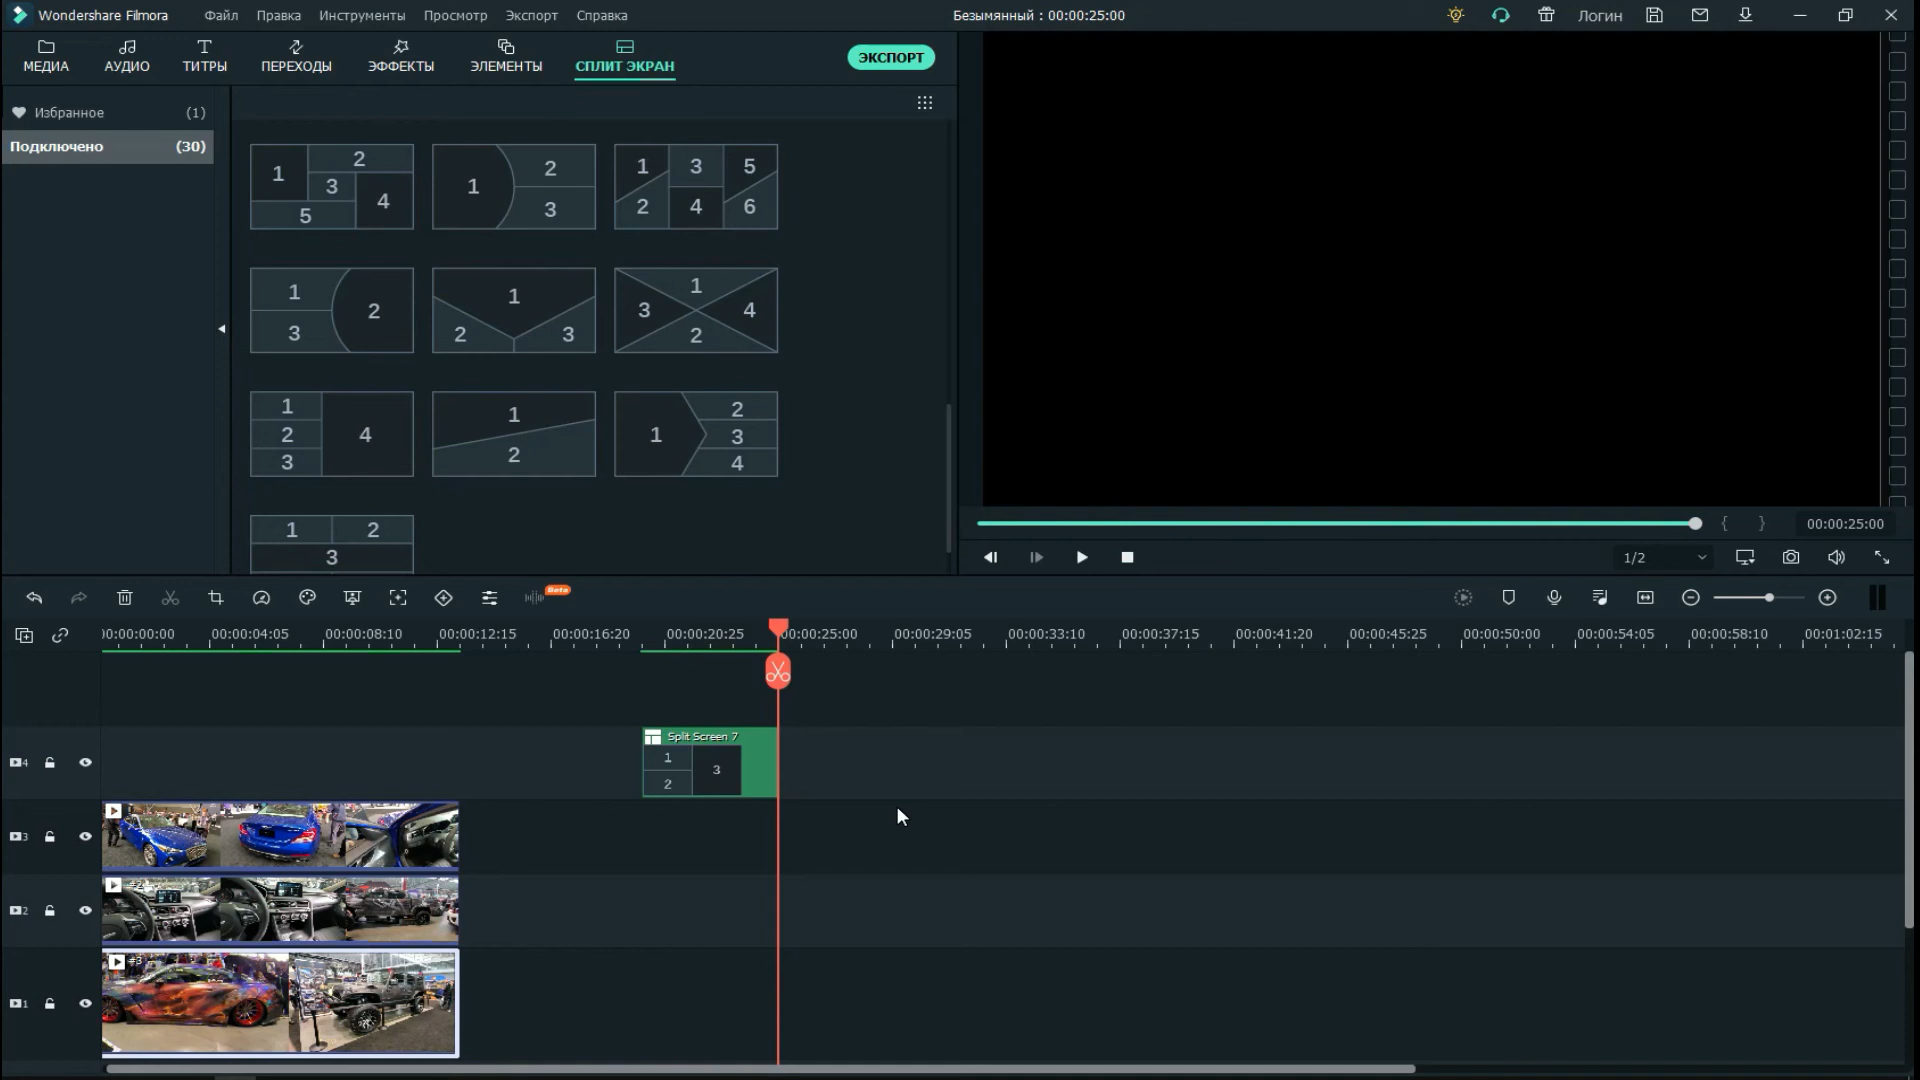 Wondershare Filmora Файл Правка Инструменты Просмотр Экспорт Справка Безымянный : 00:00:25:00 Логин
МЕДИА АУДИО ТИТРЫ ПЕРЕХОДЫ ЭФФЕКТЫ ЭЛЕМЕНТЫ СПЛИТ ЭКРАН ЭКСПОРТ
Избранное (1)
Подключено (30)
1 2 3 4 5
1 2 3
1 3 5 2 4 6
1 2 3
1 2 3
1 3 4 2
1 2 3 4
1 2
1 2 3 4
1 2 3
{ } 00:00:25:00
1/2
Beta
00:00:00:00 00:00:04:05 00:00:08:10 00:00:12:15 00:00:16:20 00:00:20:25 00:00:25:00 00:00:29:05 00:00:33:10 00:00:37:15 00:00:41:20 00:00:45:25 00:00:50:00 00:00:54:05 00:00:58:10 00:01:02:15
Split Screen 7
1 2 3
4
3
2 #2
1 #3